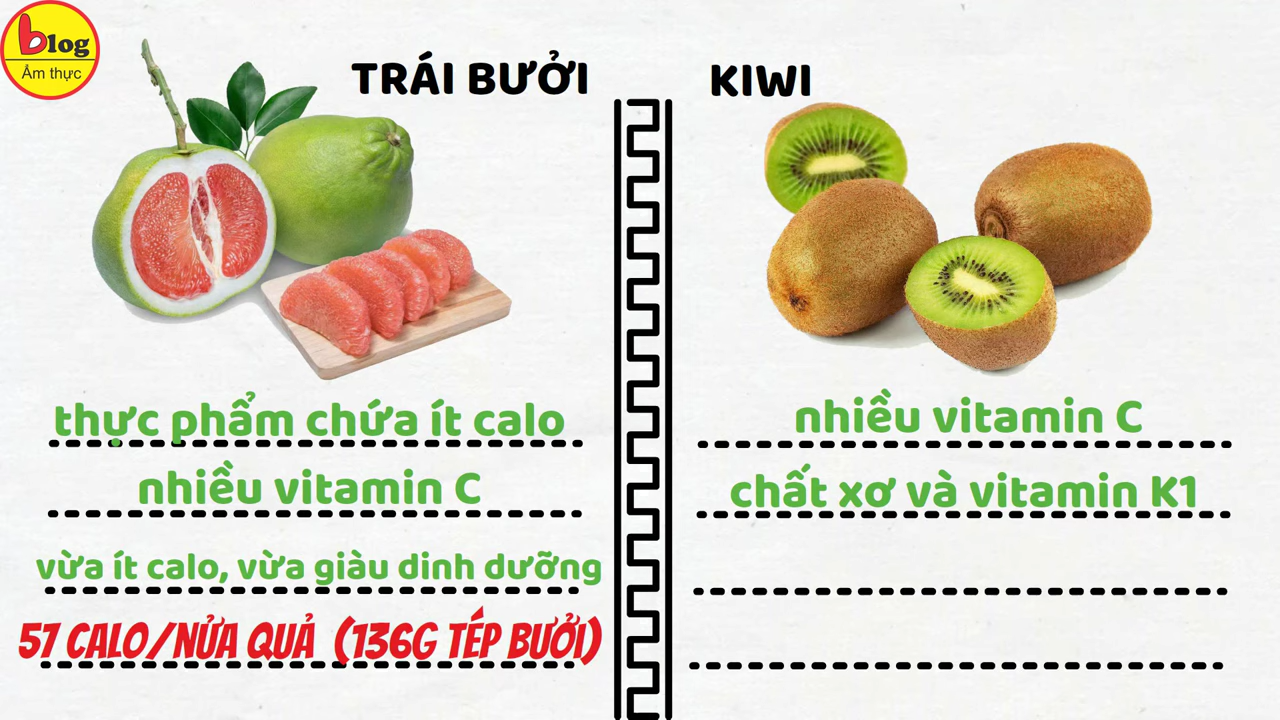 blog
Ẩm thực
TRÁI BƯỞI
thực phẩm chứa ít calo
nhiều vitamin C
vừa ít calo, vừa giàu dinh dưỡng
57 CALO/NỬA QUẢ (136G TÉP BƯỞI)
KIWI
nhiều vitamin C
chất xơ và vitamin K1